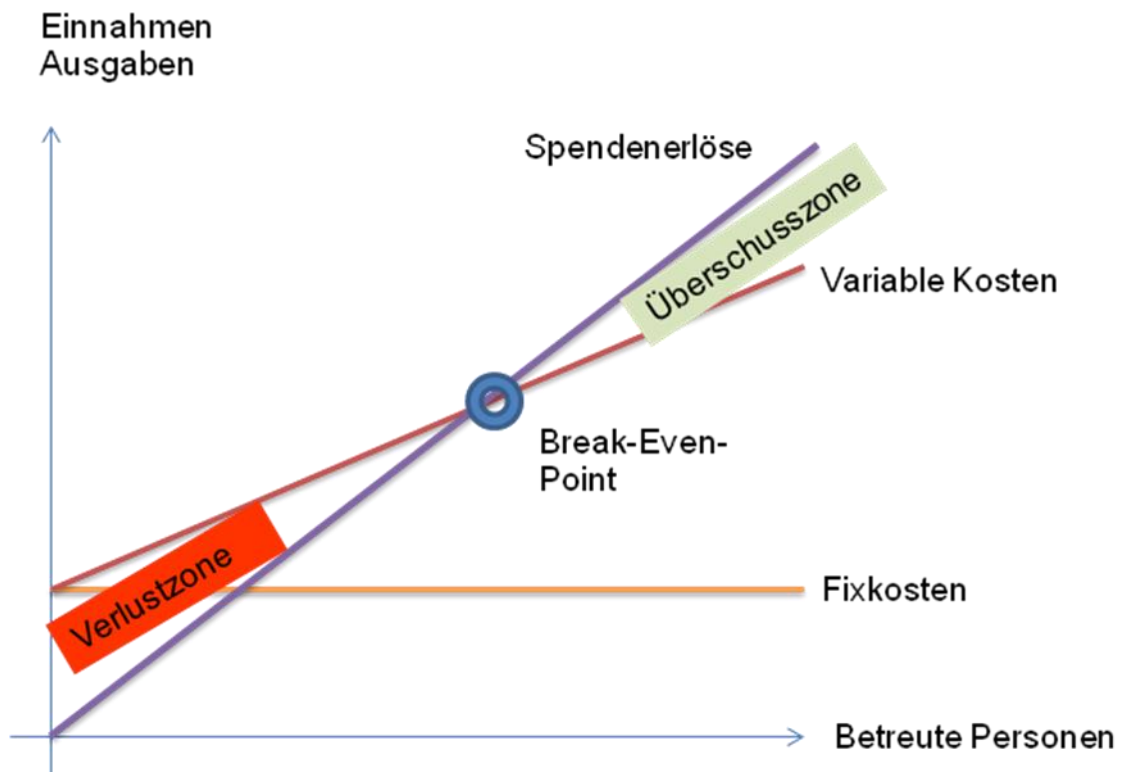 Einnahmen
Ausgaben
Spendenerlöse
Überschusszone
Variable Kosten
Break-Even-
Point
Verlustzone
Fixkosten
Betreute Personen